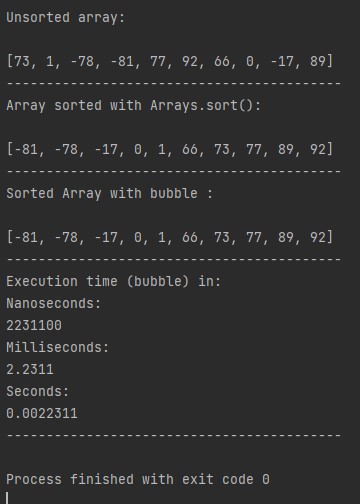 Unsorted array:
[73, 1, -78, -81, 77, 92, 66, 0, -17, 89]
------------------------------------------
Array sorted with Arrays.sort():
[-81, -78, -17, 0, 1, 66, 73, 77, 89, 92]
------------------------------------------
Sorted Array with bubble :
[-81, -78, -17, 0, 1, 66, 73, 77, 89, 92]
------------------------------------------
Execution time (bubble) in:
Nanoseconds:
2231100
Milliseconds:
2.2311
Seconds:
0.0022311
------------------------------------------
Process finished with exit code 0